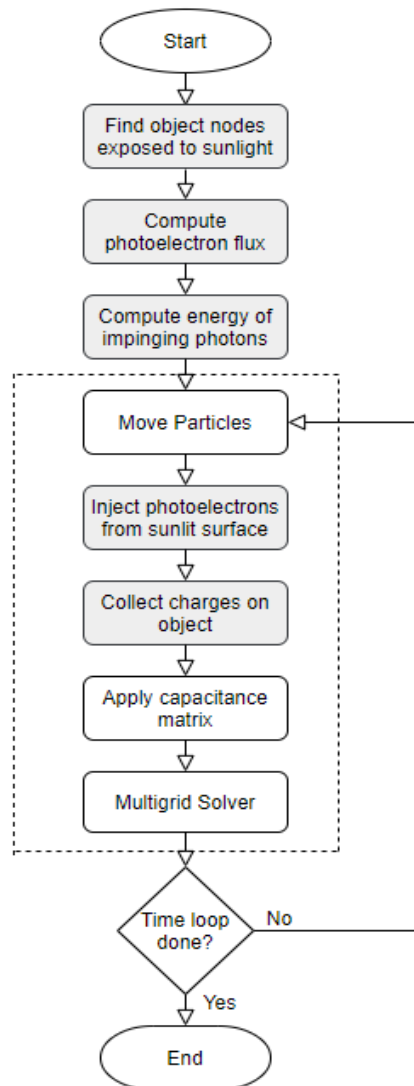 Start
Find object nodes
exposed to sunlight
Compute
photoelectron flux
Compute energy of
impinging photons
Move Particles
Inject photoelectrons
from sunlit surface
Collect charges on
object
Apply capacitance
matrix
Multigrid Solver
Time loop
done?
No
Yes
End